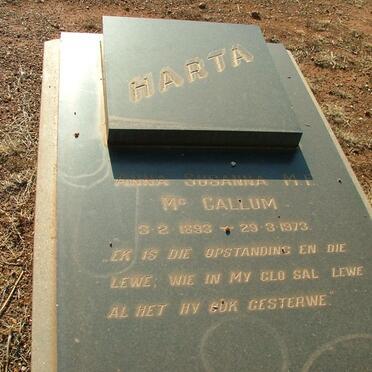 HARTA
ANNA SUSANNA M.I.
Mc CALLUM
3-2-1893 - 29-3-1973.
„EK IS DIE OPSTANDING EN DIE
LEWE; WIE IN MY GLO SAL LEWE
AL HET HY OOK GESTERWE."